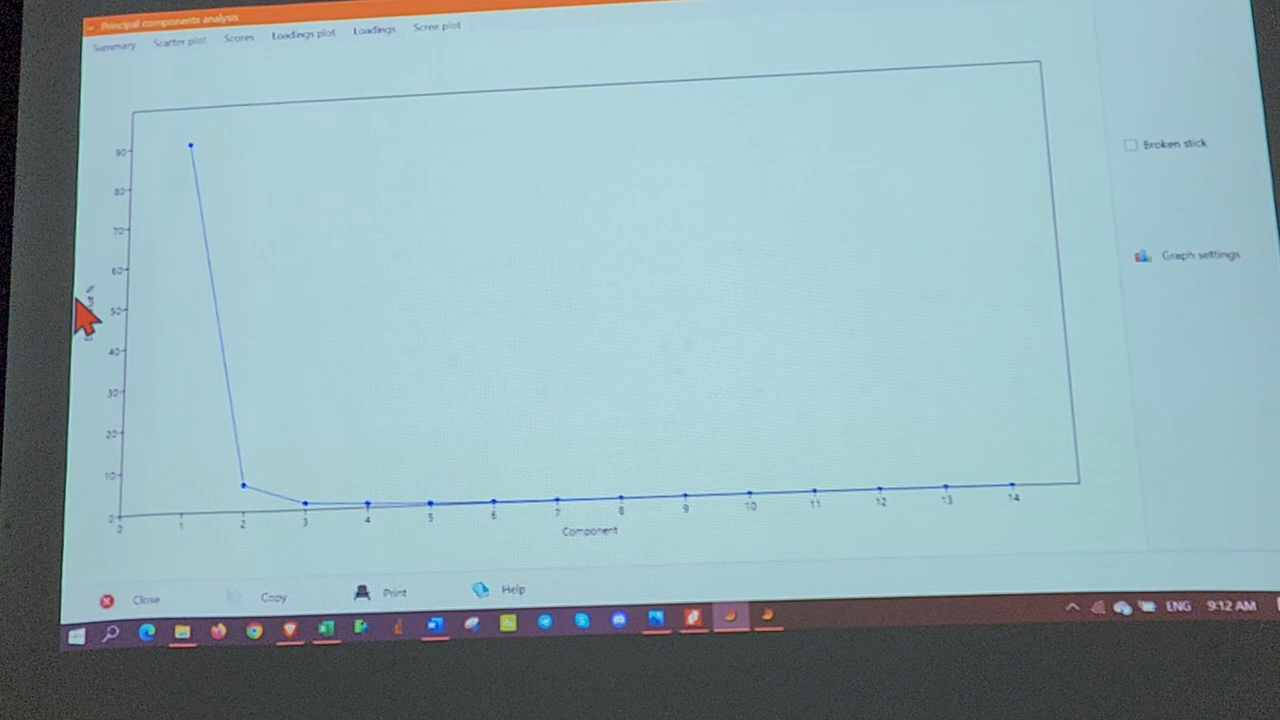 Principal components analysis
Summary Scatter plot Scores Loadings plot Loadings Scree plot
Broken stick
Graph settings
90
80
70
60
50
40
30
20
10
0
0 1 2 3 4 5 6 7 8 9 10 11 12 13 14
Component
Close Copy Print Help
ENG 9:12 AM